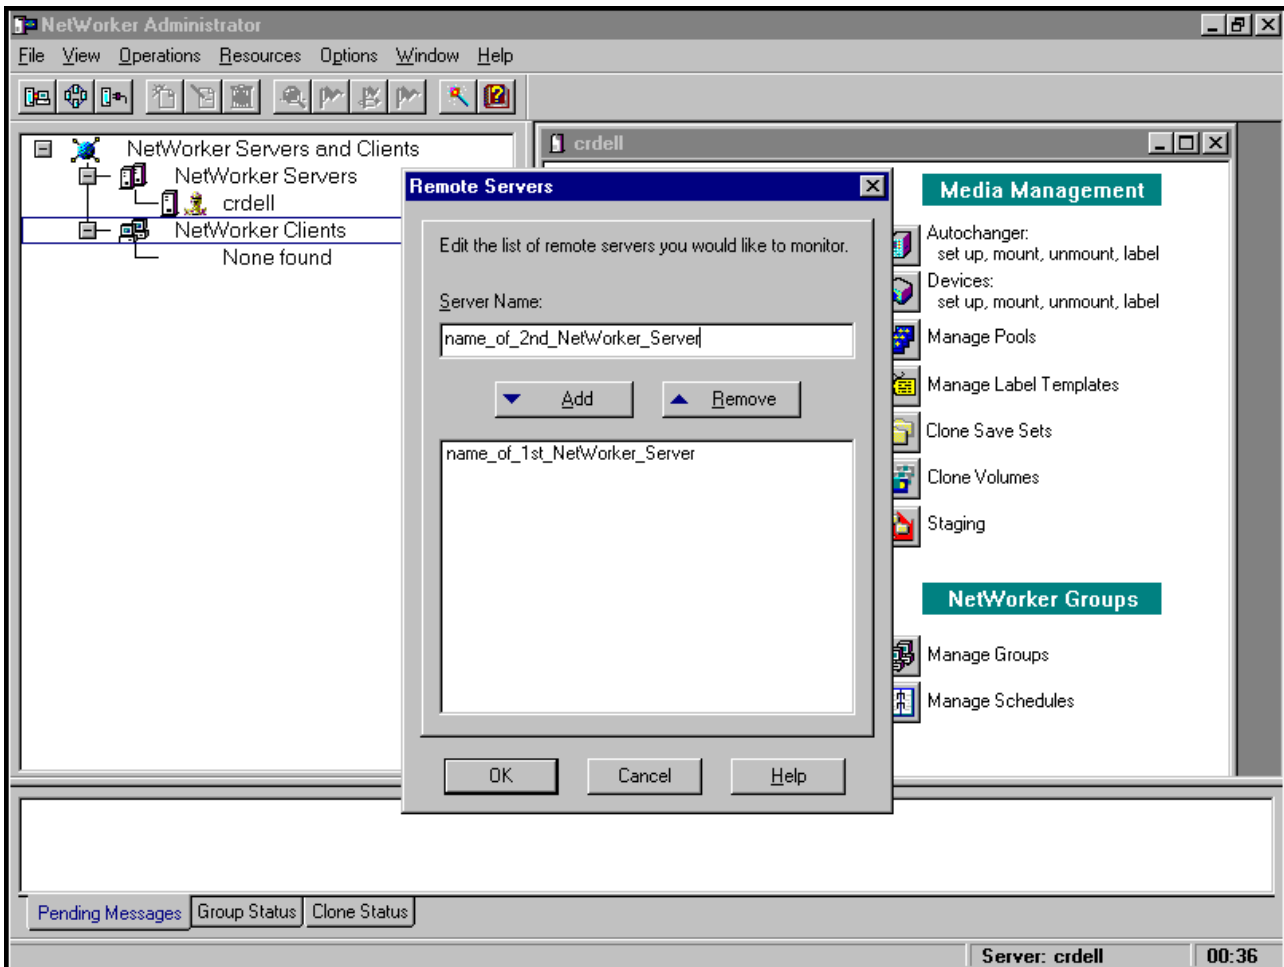 NetWorker Administrator
File View Operations Resources Options Window Help
NetWorker Servers and Clients
NetWorker Servers
crdell
NetWorker Clients
None found
crdell
Remote Servers
Edit the list of remote servers you would like to monitor.
Server Name:
name_of_2nd_NetWorker_Server
Add Remove
name_of_1st_NetWorker_Server
OK Cancel Help
Media Management
Autochanger:
set up, mount, unmount, label
Devices:
set up, mount, unmount, label
Manage Pools
Manage Label Templates
Clone Save Sets
Clone Volumes
Staging
NetWorker Groups
Manage Groups
Manage Schedules
Pending Messages Group Status Clone Status
Server: crdell 00:36